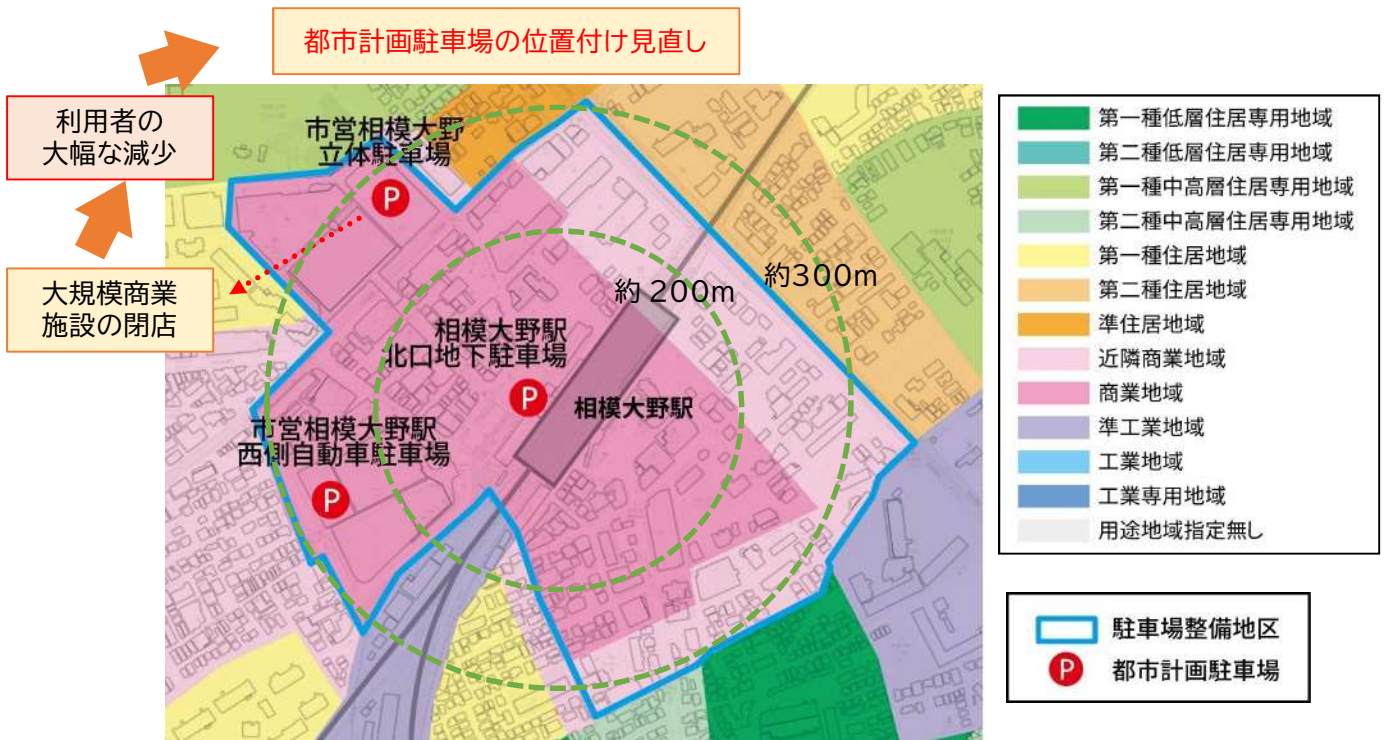 都市計画駐車場の位置付け見直し
利用者の
大幅な減少
大規模商業
施設の閉店
市営相模大野
立体駐車場
P
約200m
約300m
相模大野駅
北口地下駐車場
P
相模大野駅
市営相模大野駅
西側自動車駐車場
P
第一種低層住居専用地域
第二種低層住居専用地域
第一種中高層住居専用地域
第二種中高層住居専用地域
第一種住居地域
第二種住居地域
準住居地域
近隣商業地域
商業地域
準工業地域
工業地域
工業専用地域
用途地域指定無し
駐車場整備地区
P 都市計画駐車場